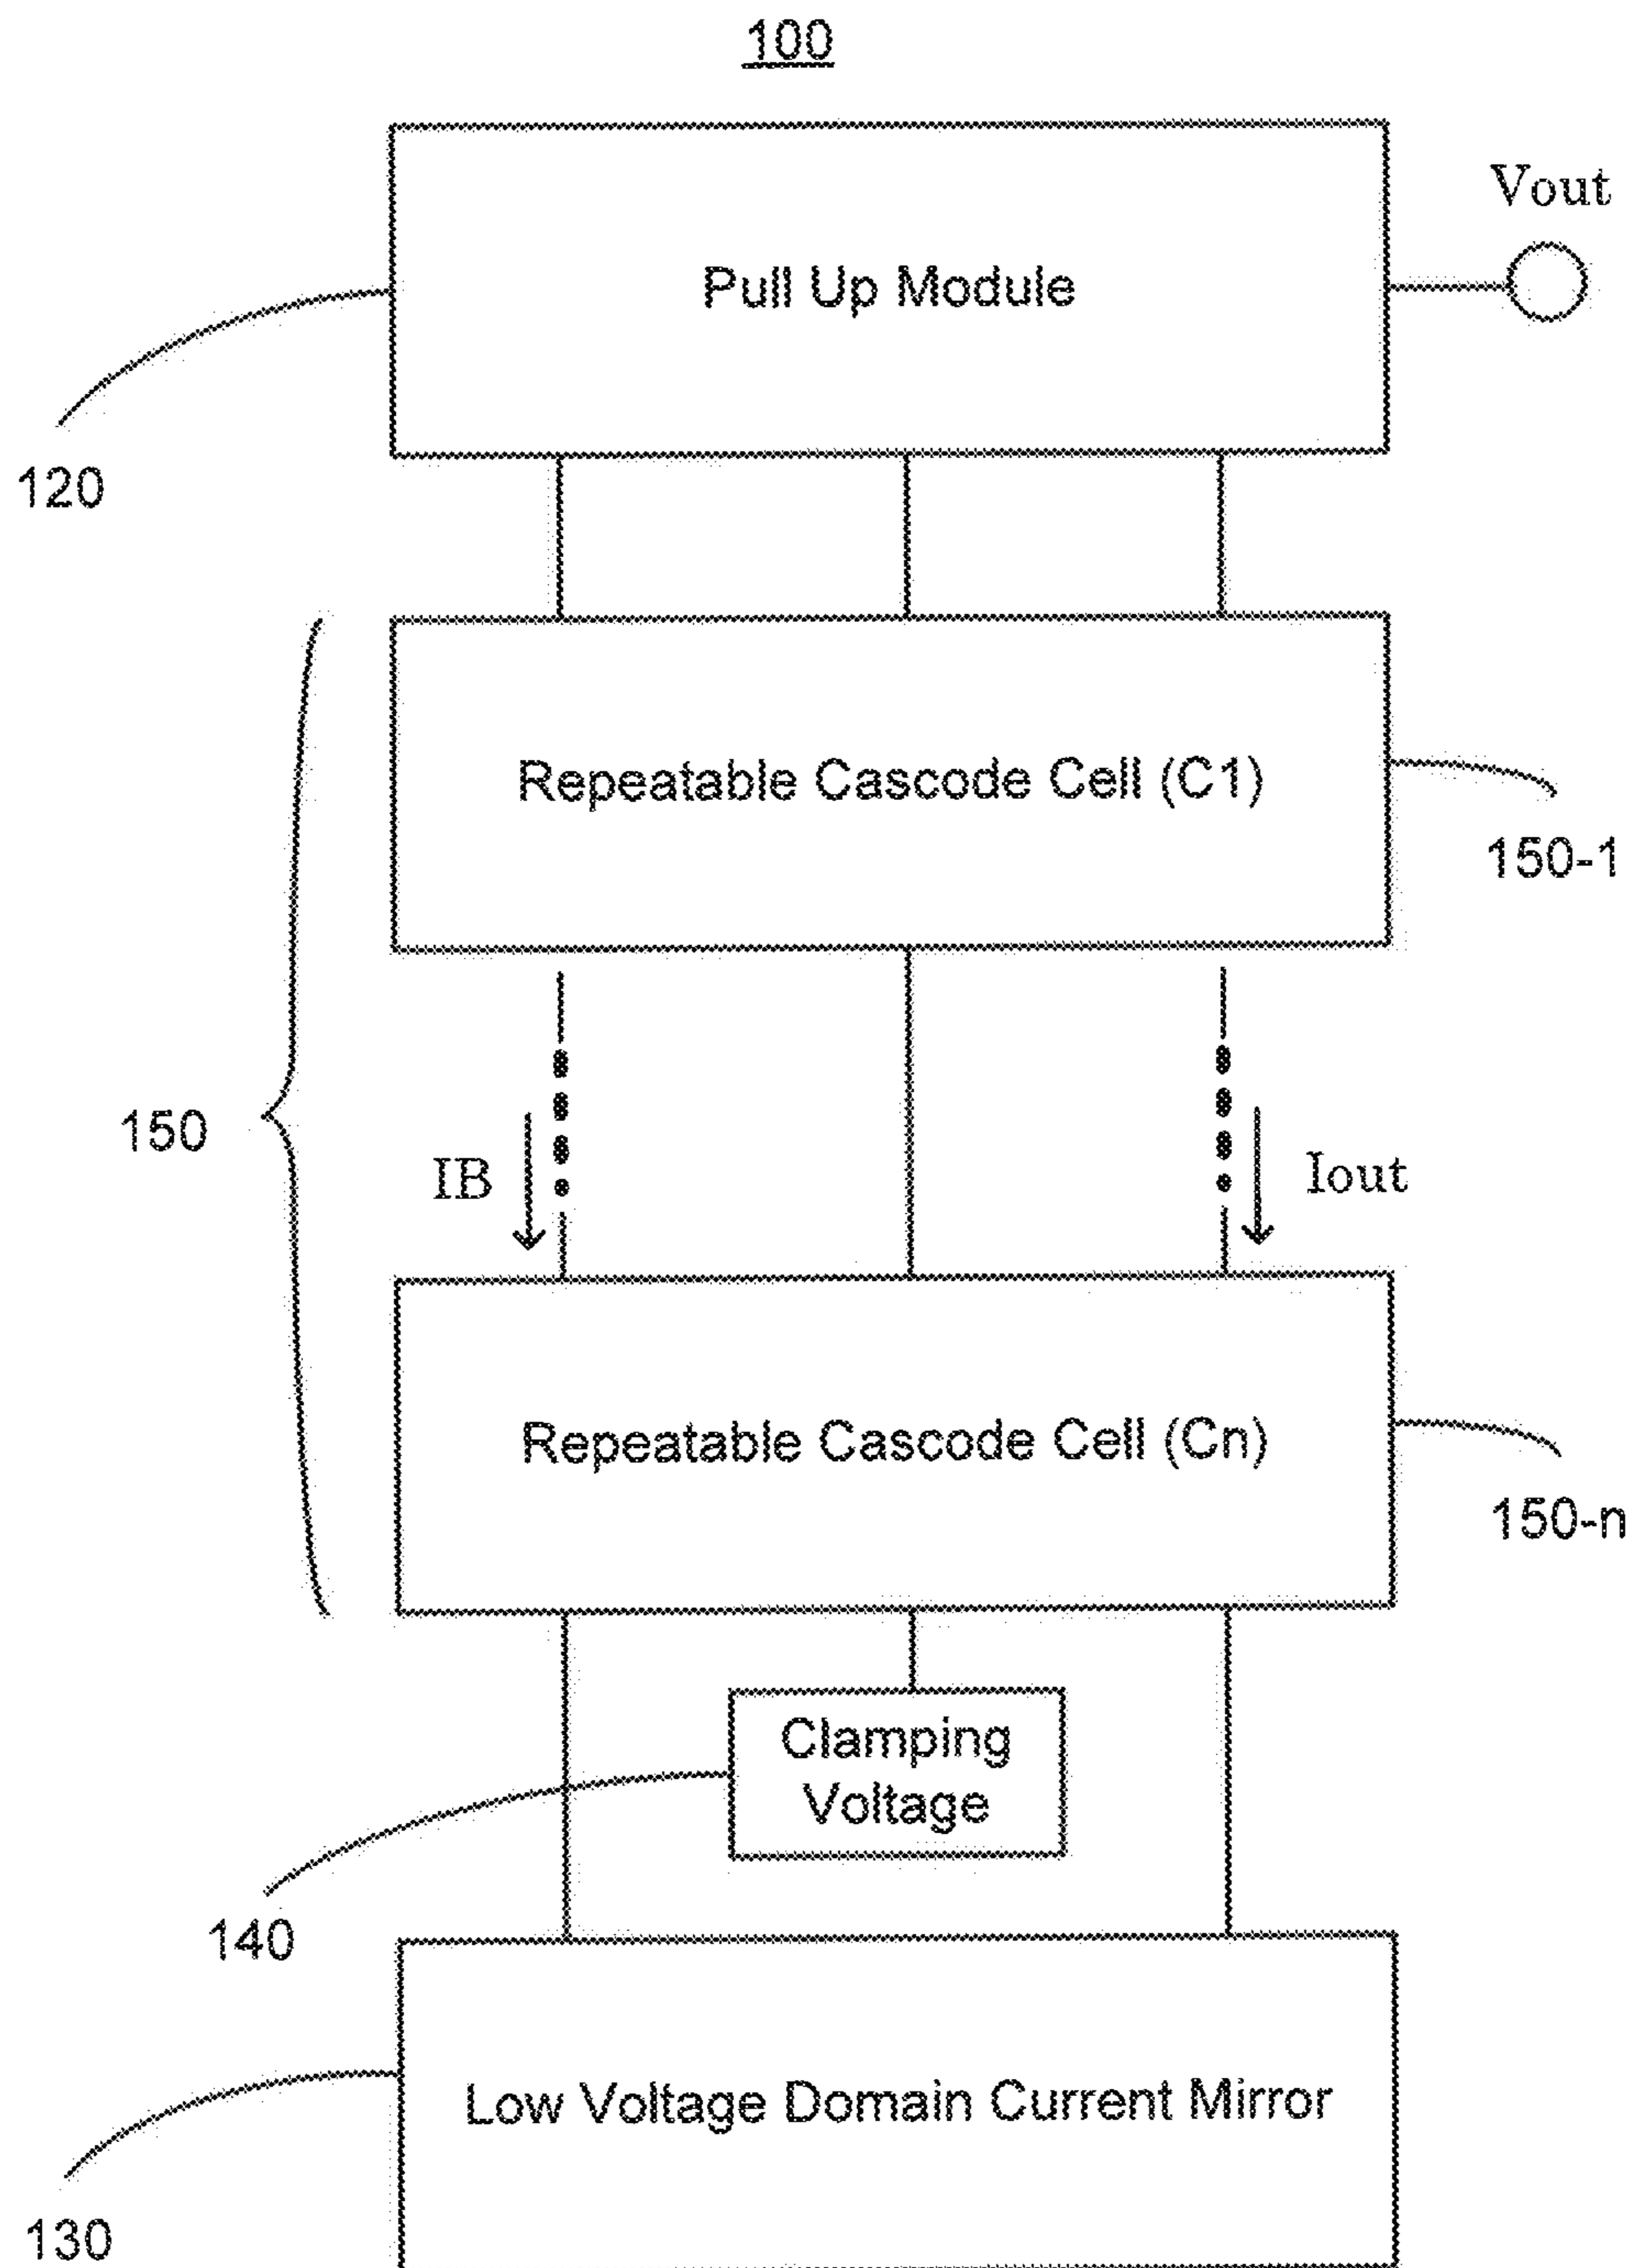 100
Vout
Pull Up Module
120
Repeatable Cascode Cell (C1)
150-1
150
IB
Iout
Repeatable Cascode Cell (Cn)
150-n
Clamping
Voltage
140
Low Voltage Domain Current Mirror
130